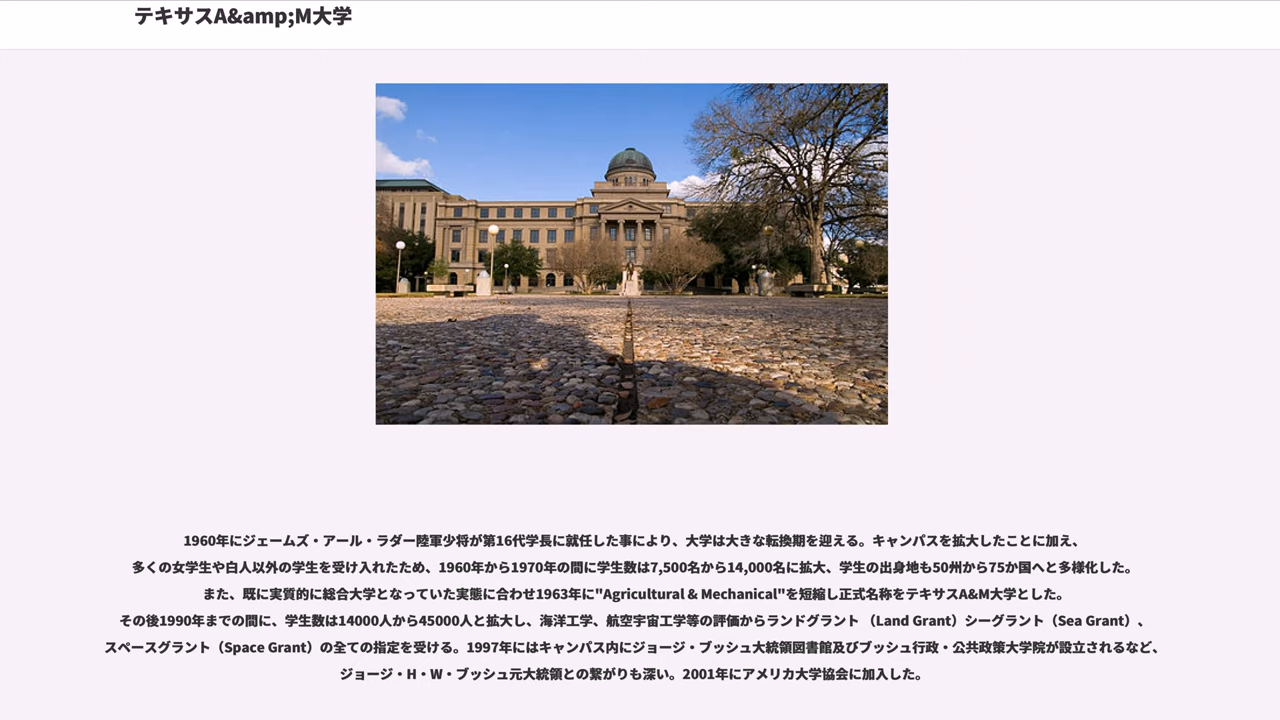 テキサスA&amp;M大学
1960年にジェームズ・アール・ラダー陸軍少将が第16代学長に就任した事により、大学は大きな転換期を迎える。キャンパスを拡大したことに加え、
多くの女学生や白人以外の学生を受け入れたため、1960年から1970年の間に学生数は7,500名から14,000名に拡大、学生の出身地も50州から75か国へと多様化した。
また、既に実質的に総合大学となっていた実態に合わせ1963年に"Agricultural & Mechanical"を短縮し正式名称をテキサスA&M大学とした。
その後1990年までの間に、学生数は14000人から45000人と拡大し、海洋工学、航空宇宙工学等の評価からランドグラント （Land Grant）シーグラント（Sea Grant）、
スペースグラント（Space Grant）の全ての指定を受ける。1997年にはキャンパス内にジョージ・ブッシュ大統領図書館及びブッシュ行政・公共政策大学院が設立されるなど、
ジョージ・H・W・ブッシュ元大統領との繋がりも深い。2001年にアメリカ大学協会に加入した。